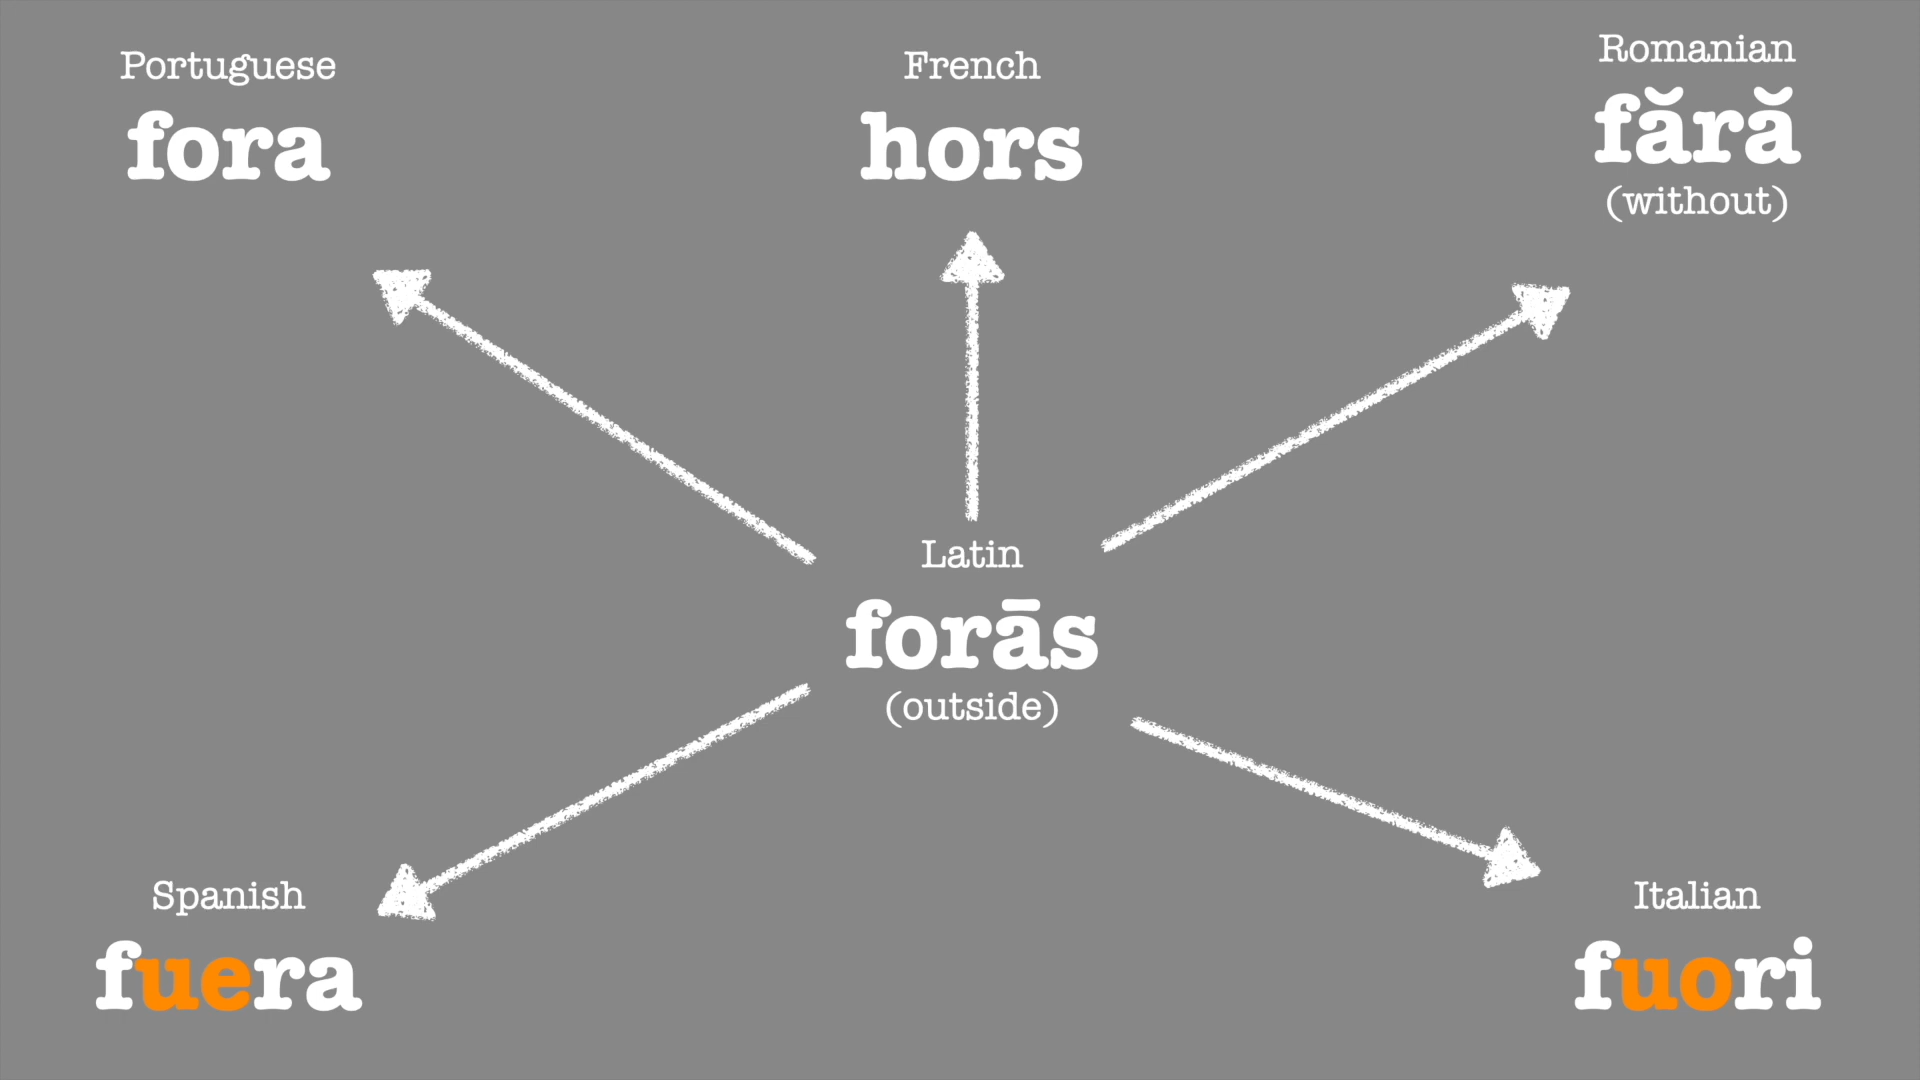 Portuguese
fora
French
hors
Romanian
fără
(without)
Latin
forās
(outside)
Spanish
fuera
Italian
fuori